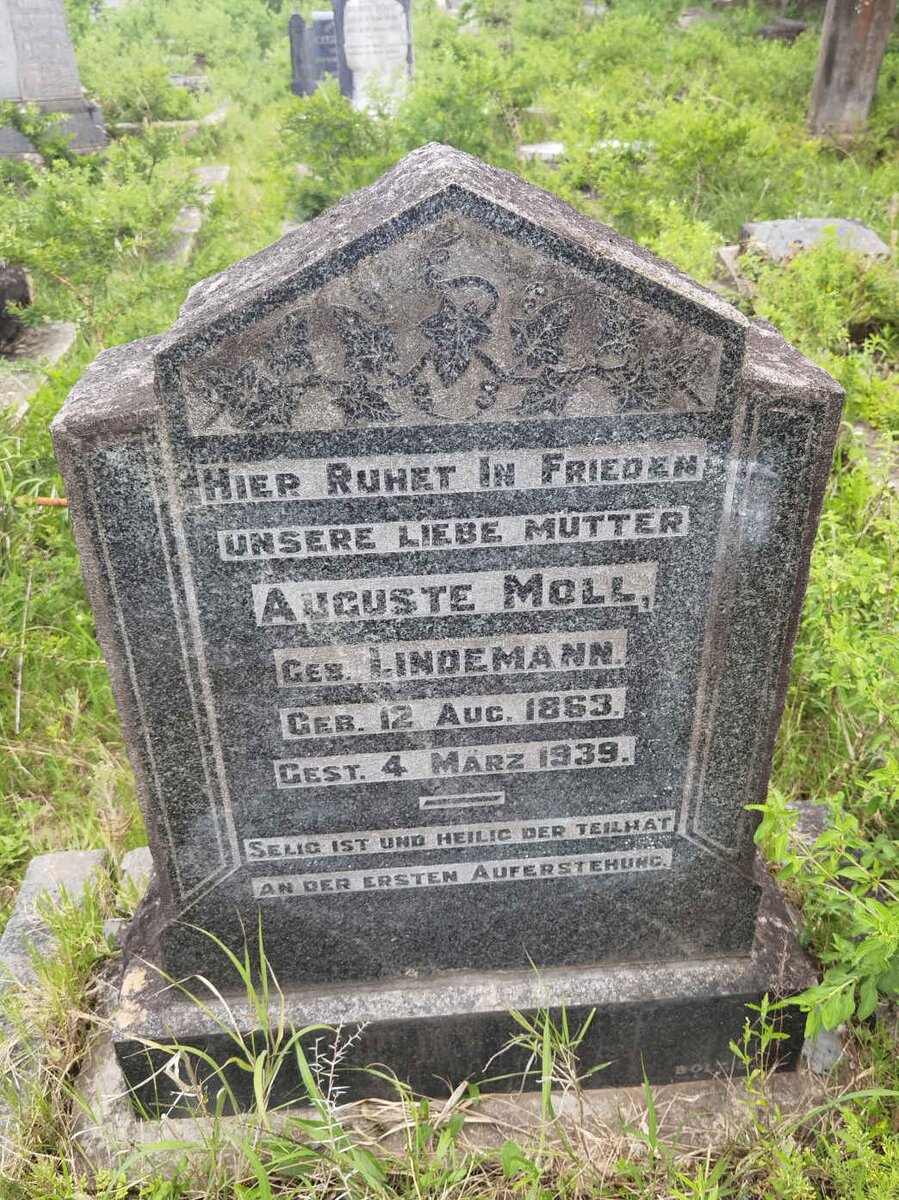 HIER RUHET IN FRIEDEN
UNSERE LIEBE MUTTER
AUGUSTE MOLL,
GEB. LINDEMANN.
GEB. 12 AUG. 1863.
GEST. 4 MARZ 1939.
SELIG IST UND HEILIG DER TEILHAT
AN DER ERSTEN AUFERSTEHUNG.